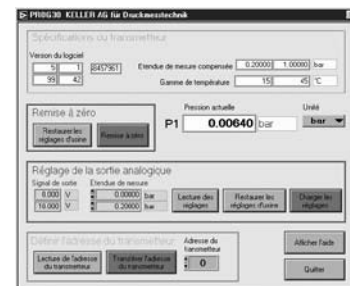 PROG30 KELLER AG für Druckmesstechnik
Spécifications du transmetteur
Version du logiciel
5 1 8457961
99 42
Etendue de mesure compensée 0.20000 1.00000 bar
Gamme de température 15 45 °C
Remise à zéro
Restaurer les réglages d'usine
Remise à zéro
Pression actuelle
P1 0.00640 bar
Unité
bar
Réglage de la sortie analogique
Signal de sortie Etendue de mesure
V 0.00000 bar
V 0.20000 bar
Lecture des réglages
Restaurer les réglages d'usine
Charger les réglages
Définir l'adresse du transmetteur
Lecture de l'adresse du transmetteur
Transférer l'adresse du transmetteur
Adresse du transmetteur
0
Afficher l'aide
Quitter